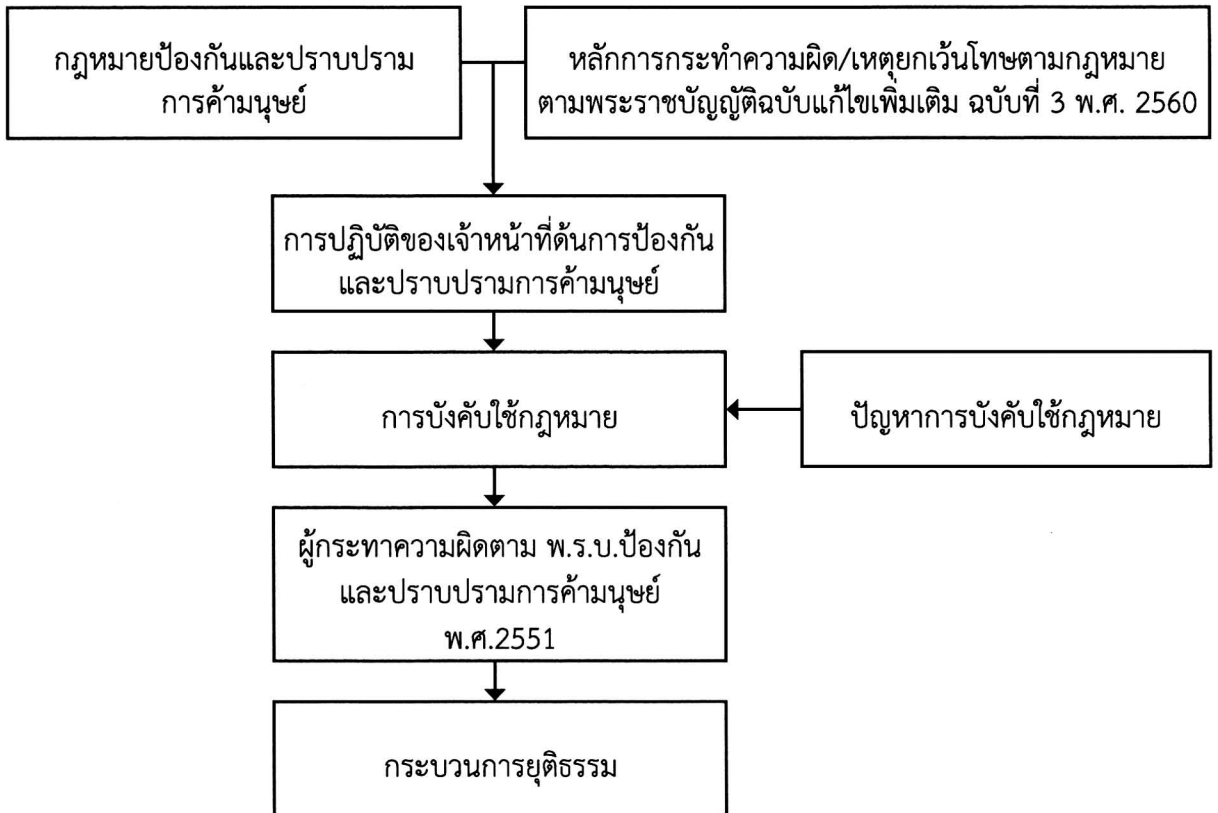 กฎหมายป้องกันและปราบปราม
การค้ามนุษย์
หลักการกระทำความผิด/เหตุยกเว้นโทษตามกฎหมาย
ตามพระราชบัญญัติฉบับแก้ไขเพิ่มเติม ฉบับที่ 3 พ.ศ. 2560
การปฏิบัติของเจ้าหน้าที่ด้นการป้องกัน
และปราบปรามการค้ามนุษย์
การบังคับใช้กฎหมาย
ปัญหาการบังคับใช้กฎหมาย
ผู้กระทาความผิดตาม พ.ร.บ.ป้องกัน
และปราบปรามการค้ามนุษย์
พ.ศ.2551
กระบวนการยุติธรรม